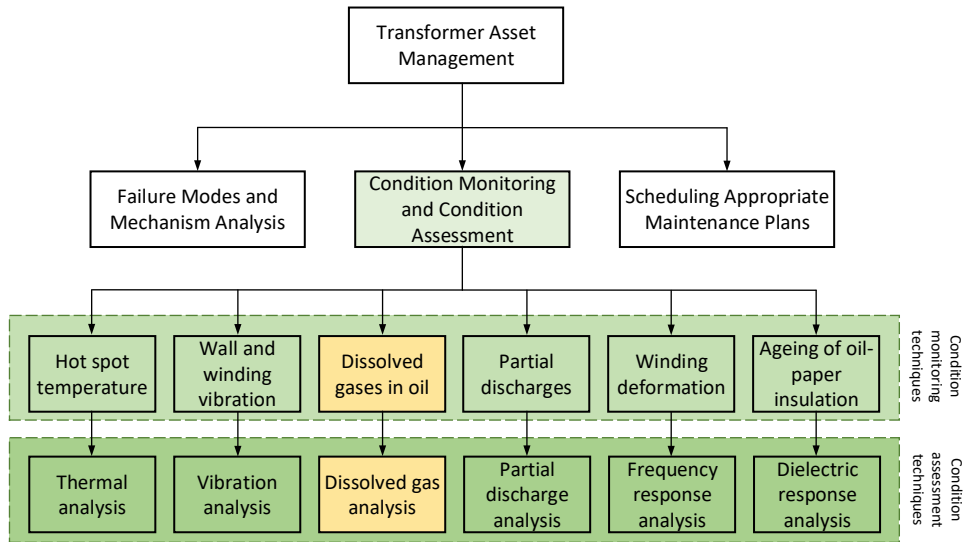 Transformer Asset
Management
Failure Modes and
Mechanism Analysis
Condition Monitoring
and Condition
Assessment
Scheduling Appropriate
Maintenance Plans
Hot spot
temperature
Wall and
winding
vibration
Dissolved
gases in oil
Partial
discharges
Winding
deformation
Ageing of oil-
paper
insulation
Condition
monitoring
techniques
Thermal
analysis
Vibration
analysis
Dissolved gas
analysis
Partial
discharge
analysis
Frequency
response
analysis
Dielectric
response
analysis
Condition
assessment
techniques